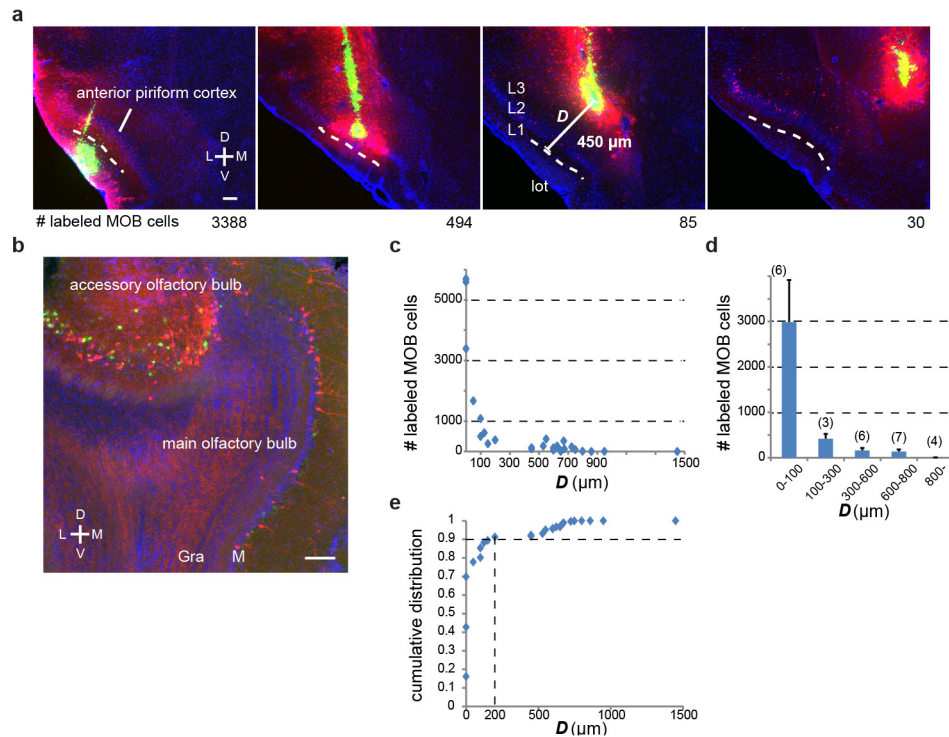 a
anterior piriform cortex
D
L M
V
L3
L2
L1
D
450 µm
lot
# labeled MOB cells 3388 494 85 30
b
accessory olfactory bulb
main olfactory bulb
D
L M
V
Gra M
c
# labeled MOB cells
5000
3000
1000
0
100 300 500 700 900 1500
D (µm)
d
# labeled MOB cells
3000
2000
1000
0
(6)
(3)
(6)
(7)
(4)
0-100
100-300
300-600
600-800
800-
D (µm)
e
cumulative distribution
1
0.9
0.8
0.7
0.6
0.5
0.4
0.3
0.2
0.1
0
0 200 500 1000 1500
D (µm)